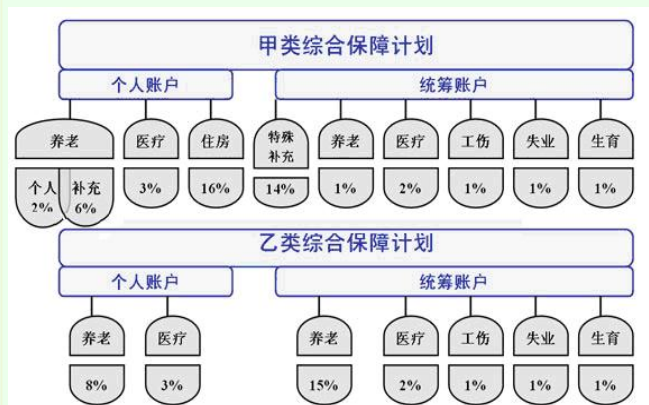 甲类综合保障计划
个人账户 统筹账户
养老 医疗 住房 特殊补充 养老 医疗 工伤 失业 生育
个人 2% 补充 6% 3% 16% 14% 1% 2% 1% 1% 1%
乙类综合保障计划
个人账户 统筹账户
养老 医疗 养老 医疗 工伤 失业 生育
8% 3% 15% 2% 1% 1% 1%